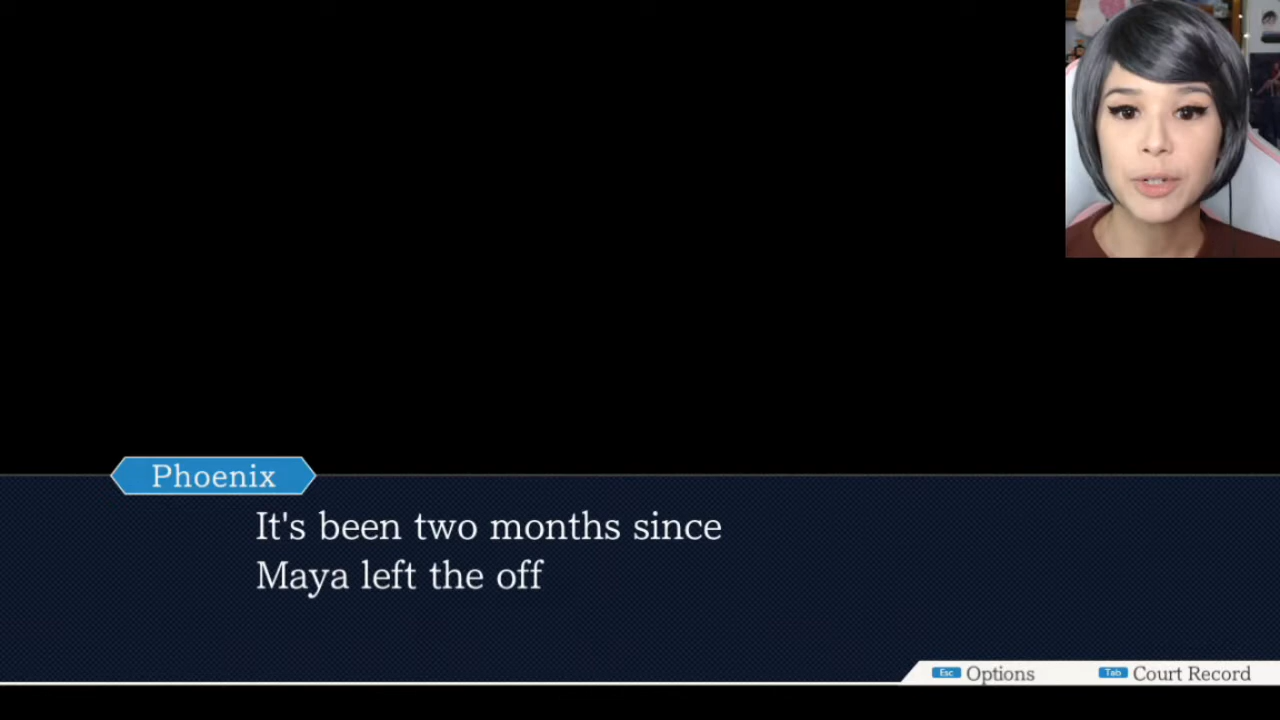 Phoenix
It's been two months since
Maya left the off
Esc Options Tab Court Record